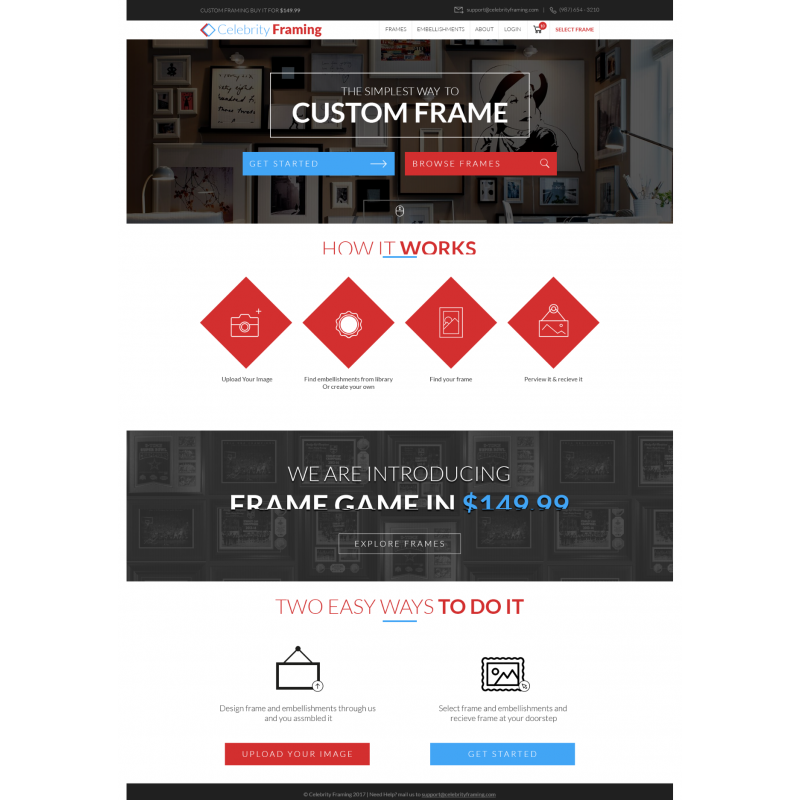 CUSTOM FRAMING BUY IT FOR $149.99
support@celebrityframing.com | (987) 654 - 3210
Celebrity Framing
FRAMES EMBELLISHMENTS ABOUT LOGIN SELECT FRAME
THE SIMPLEST WAY TO
CUSTOM FRAME
GET STARTED
BROWSE FRAMES
HOW IT WORKS
Upload Your Image
Find embellishments from library
Or create your own
Find your frame
Perview it & recieve it
WE ARE INTRODUCING
FRAME GAME IN $149.99
EXPLORE FRAMES
TWO EASY WAYS TO DO IT
Design frame and embellishments through us
and you assmbled it
Select frame and embellishments and
recieve frame at your doorstep
UPLOAD YOUR IMAGE
GET STARTED
© Celebrity Framing 2017 | Need Help? mail us to support@celebrityframing.com